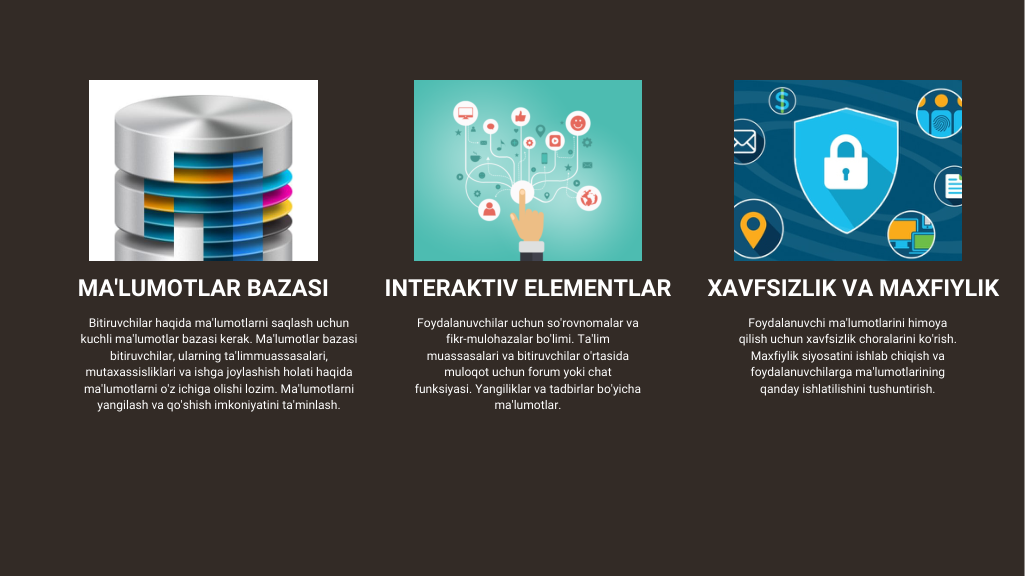 MA'LUMOTLAR BAZASI
Bitiruvchilar haqida ma'lumotlarni saqlash uchun
kuchli ma'lumotlar bazasi kerak. Ma'lumotlar bazasi
bitiruvchilar, ularning ta'limmuassasalari,
mutaxassisliklari va ishga joylashish holati haqida
ma'lumotlarni o'z ichiga olishi lozim. Ma'lumotlarni
yangilash va qo'shish imkoniyatini ta'minlash.
INTERAKTIV ELEMENTLAR
Foydalanuvchilar uchun so'rovnomalar va
fikr-mulohazalar bo'limi. Ta'lim
muassasalari va bitiruvchilar o'rtasida
muloqot uchun forum yoki chat
funksiyasi. Yangiliklar va tadbirlar bo'yicha
ma'lumotlar.
XAVFSIZLIK VA MAXFIYLIK
Foydalanuvchi ma'lumotlarini himoya
qilish uchun xavfsizlik choralarini ko'rish.
Maxfiylik siyosatini ishlab chiqish va
foydalanuvchilarga ma'lumotlarining
qanday ishlatilishini tushuntirish.